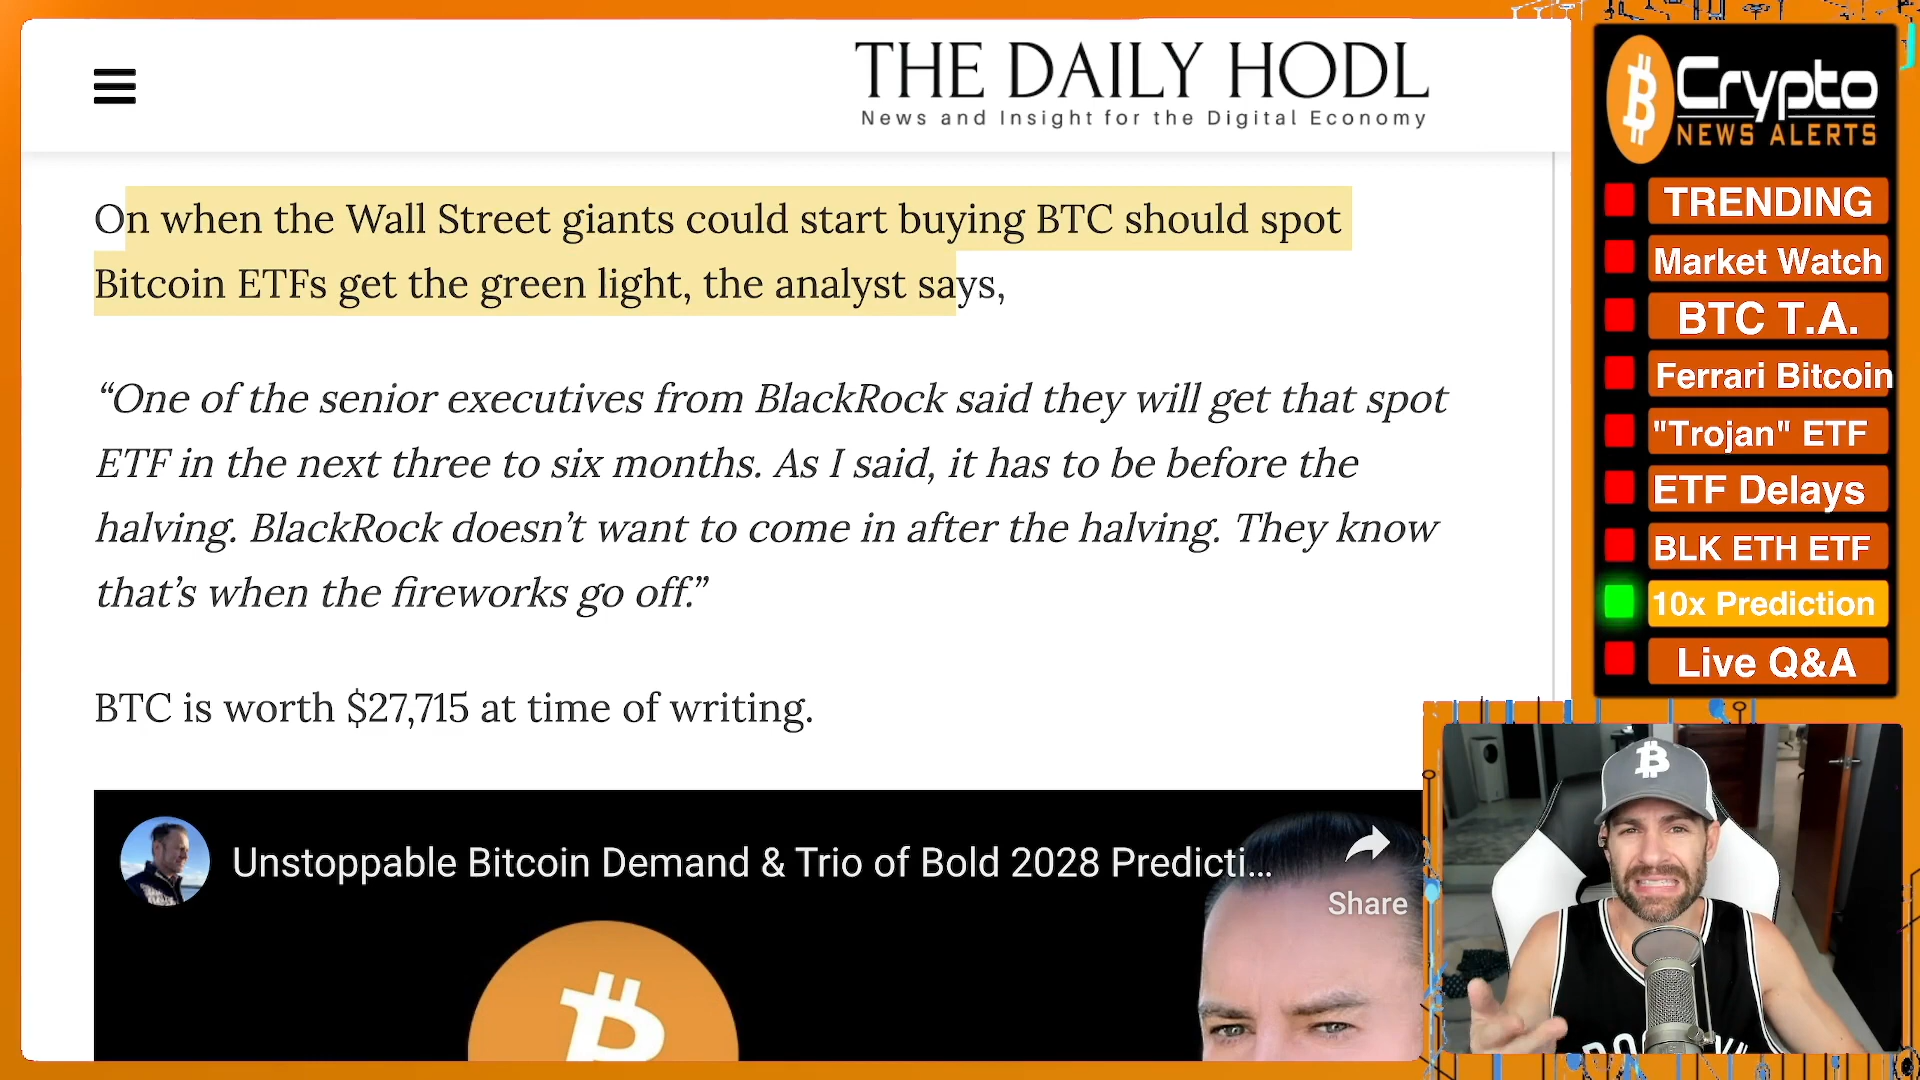 THE DAILY HODL
News and Insight for the Digital Economy
On when the Wall Street giants could start buying BTC should spot
Bitcoin ETFs get the green light, the analyst says,
“One of the senior executives from BlackRock said they will get that spot
ETF in the next three to six months. As I said, it has to be before the
halving. BlackRock doesn’t want to come in after the halving. They know
that’s when the fireworks go off.”
BTC is worth $27,715 at time of writing.
Unstoppable Bitcoin Demand & Trio of Bold 2028 Predicti...
Share
Crypto
NEWS ALERTS
TRENDING
Market Watch
BTC T.A.
Ferrari Bitcoin
"Trojan" ETF
ETF Delays
BLK ETH ETF
10x Prediction
Live Q&A